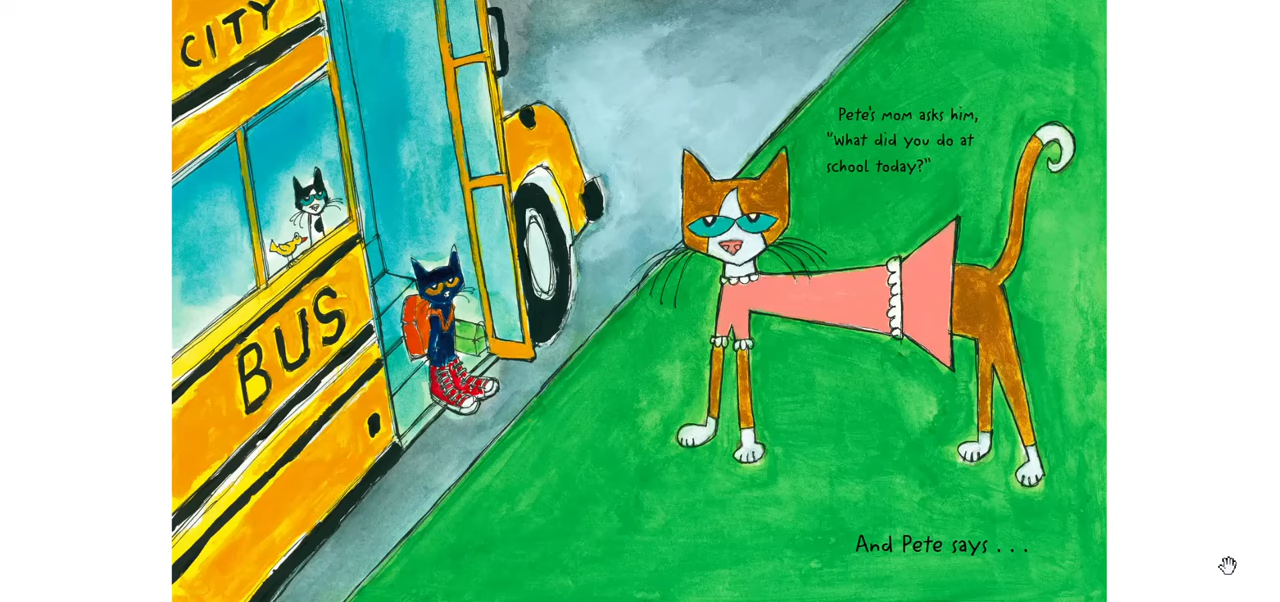 CITY
BUS
Pete's mom asks him,
"What did you do at
school today?"
And Pete says . . .